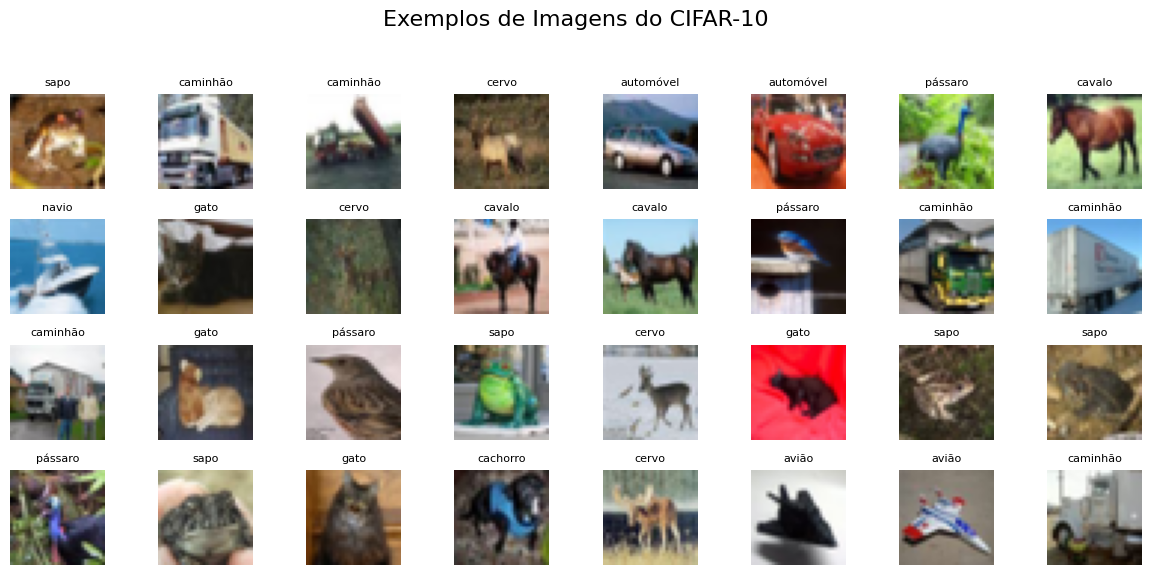 Exemplos de Imagens do CIFAR-10
sapo caminhão caminhão cervo automóvel automóvel pássaro cavalo
navio gato cervo cavalo cavalo pássaro caminhão caminhão
caminhão gato pássaro sapo cervo gato sapo sapo
pássaro sapo gato cachorro cervo avião avião caminhão